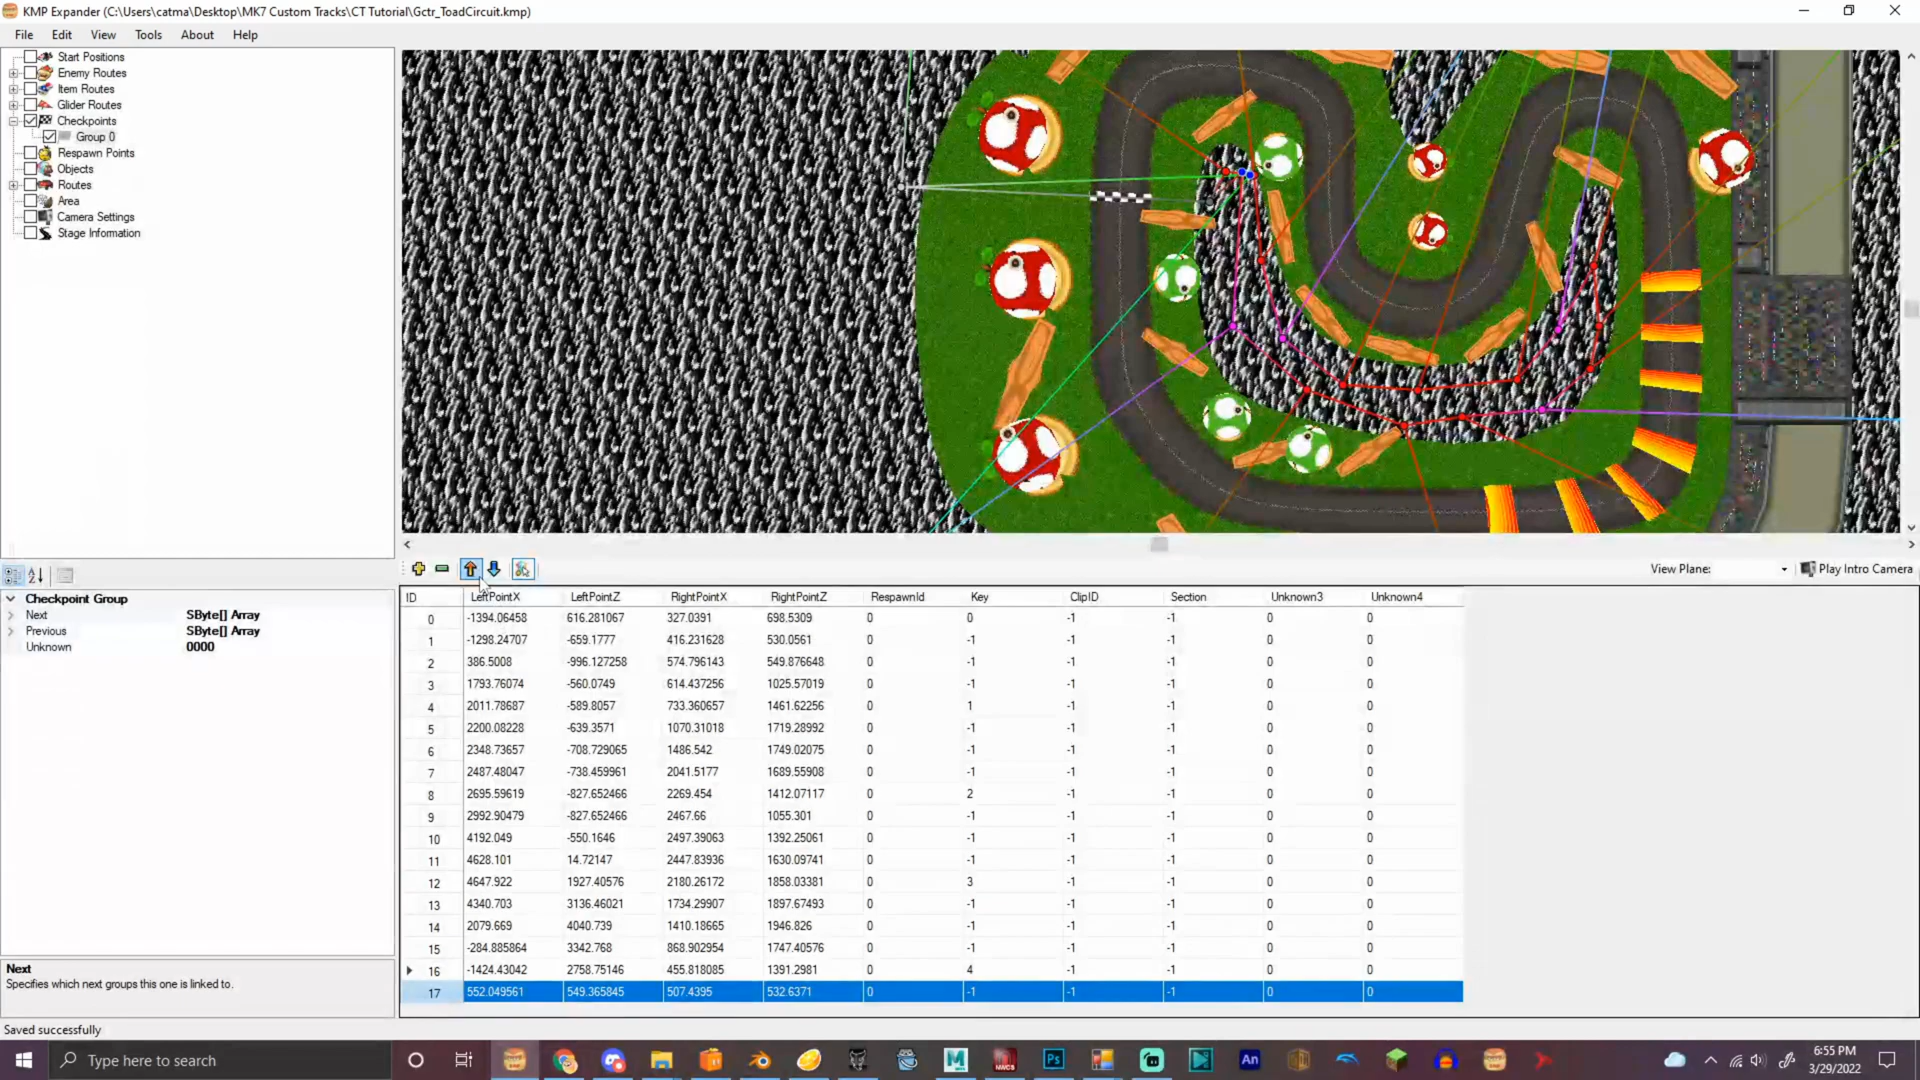 KMP Expander (C:\Users\catma\Desktop\MK7 Custom Tracks\CT Tutorial\Gctr_ToadCircuit.kmp)
File Edit View Tools About Help
Start Positions
Enemy Routes
Item Routes
Glider Routes
Checkpoints
Group 0
Respawn Points
Objects
Routes
Area
Camera Settings
Stage Information
View Plane: Play Intro Camera
Checkpoint Group
Next SByte[] Array
Previous SByte[] Array
Unknown 0000
ID LeftPointX LeftPointZ RightPointX RightPointZ RespawnId Key ClipID Section Unknown3 Unknown4
0 -1394.06458 616.281067 327.0391 698.5309 0 0 -1 -1 0 0
1 -1298.24707 -659.1777 416.231628 530.0561 0 -1 -1 -1 0 0
2 386.5008 -996.127258 574.796143 549.876648 0 -1 -1 -1 0 0
3 1793.76074 -560.0749 614.437256 1025.57019 0 -1 -1 -1 0 0
4 2011.78687 -589.8057 733.360657 1461.62256 0 1 -1 -1 0 0
5 2200.08228 -639.3571 1070.31018 1719.28992 0 -1 -1 -1 0 0
6 2348.73657 -708.729065 1486.542 1749.02075 0 -1 -1 -1 0 0
7 2487.48047 -738.459961 2041.5177 1689.55908 0 -1 -1 -1 0 0
8 2695.59619 -827.652466 2269.454 1412.07117 0 2 -1 -1 0 0
9 2992.90479 -827.652466 2467.66 1055.301 0 -1 -1 -1 0 0
10 4192.049 -550.1646 2497.39063 1392.25061 0 -1 -1 -1 0 0
11 4628.101 14.72147 2447.83936 1630.09741 0 -1 -1 -1 0 0
12 4647.922 1927.40576 2180.26172 1858.03381 0 3 -1 -1 0 0
13 4340.703 3136.46021 1734.29907 1897.67493 0 -1 -1 -1 0 0
14 2079.669 4040.739 1410.18665 1946.826 0 -1 -1 -1 0 0
15 -284.885864 3342.768 868.902954 1747.40576 0 -1 -1 -1 0 0
16 -1424.43042 2758.75146 455.818085 1391.2981 0 4 -1 -1 0 0
17 552.049561 549.365845 507.4395 532.6371 0 -1 -1 -1 0 0
Next
Specifies which next groups this one is linked to.
Saved successfully
Type here to search
6:55 PM
3/29/2022